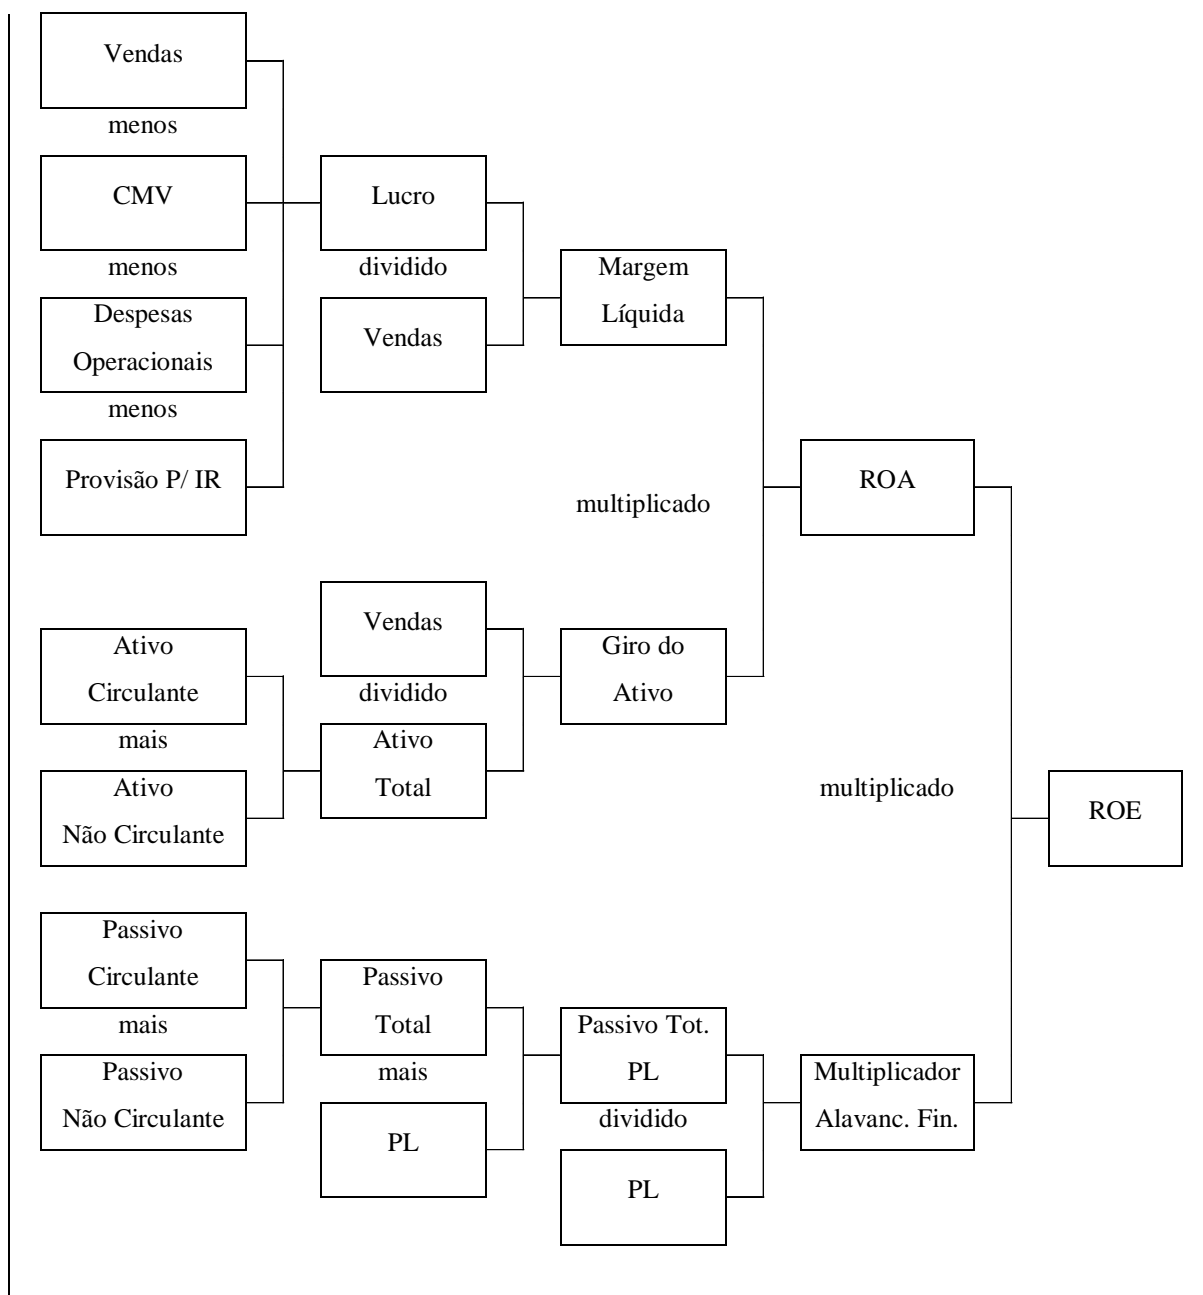 Vendas
menos
CMV
menos
Despesas
Operacionais
menos
Provisão P/ IR
Lucro
dividido
Vendas
Margem
Líquida
multiplicado
ROA
Ativo
Circulante
mais
Ativo
Não Circulante
Vendas
dividido
Ativo
Total
Giro do
Ativo
multiplicado
ROE
Passivo
Circulante
mais
Passivo
Não Circulante
Passivo
Total
mais
PL
Passivo Tot.
PL
dividido
PL
Multiplicador
Alavanc. Fin.